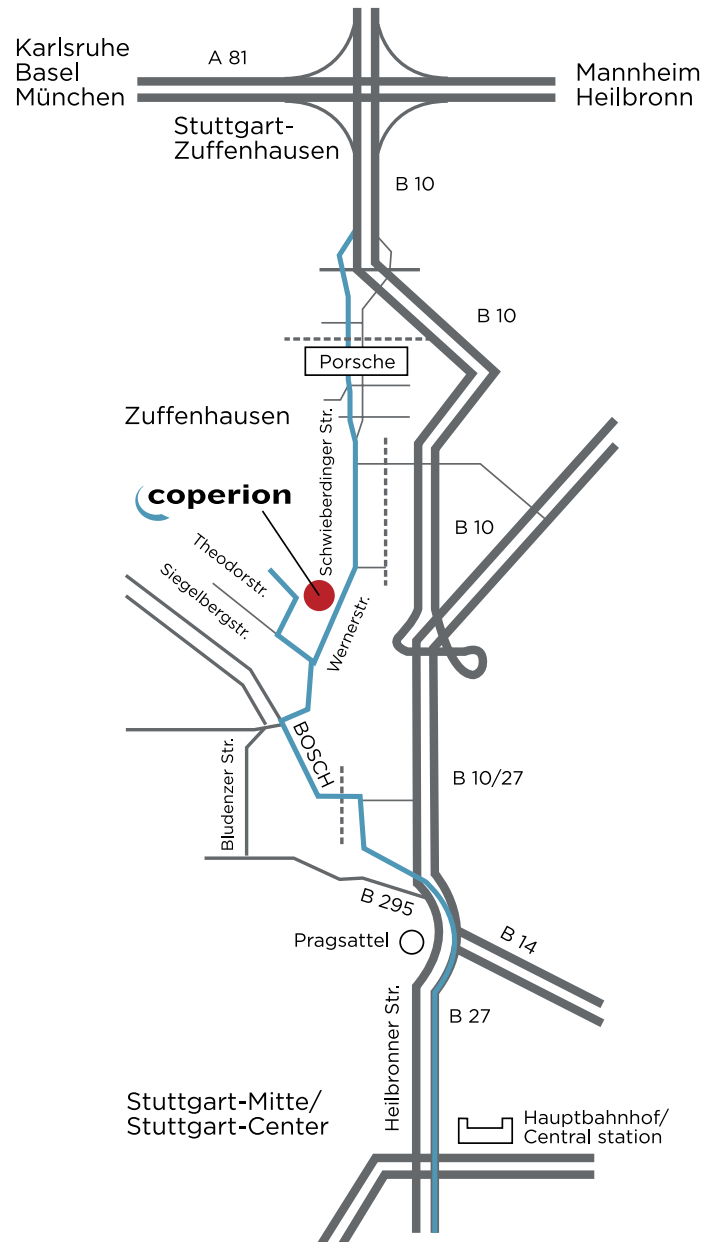 Karlsruhe
Basel
München
A 81
Mannheim
Heilbronn
Stuttgart-
Zuffenhausen
B 10
B 10
Porsche
Zuffenhausen
Schwieberdinger Str.
coperion
B 10
Theodorstr.
Siegelbergstr.
Wernerstr.
BOSCH
B 10/27
Bludenzer Str.
B 295
Pragsattel
B 14
B 27
Heilbronner Str.
Stuttgart-Mitte/
Stuttgart-Center
Hauptbahnhof/
Central station